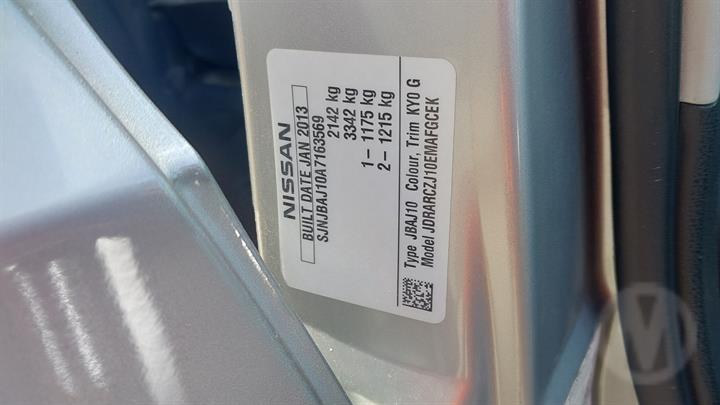 NISSAN
BUILT DATE JAN 2013
SJNJBAJ10A7163569
2142 kg
3342 kg
1 – 1175 kg
2 – 1215 kg
Type JBAJ10 Colour, Trim KY0 G
Model JDRARCZJ10EMAFGCEK